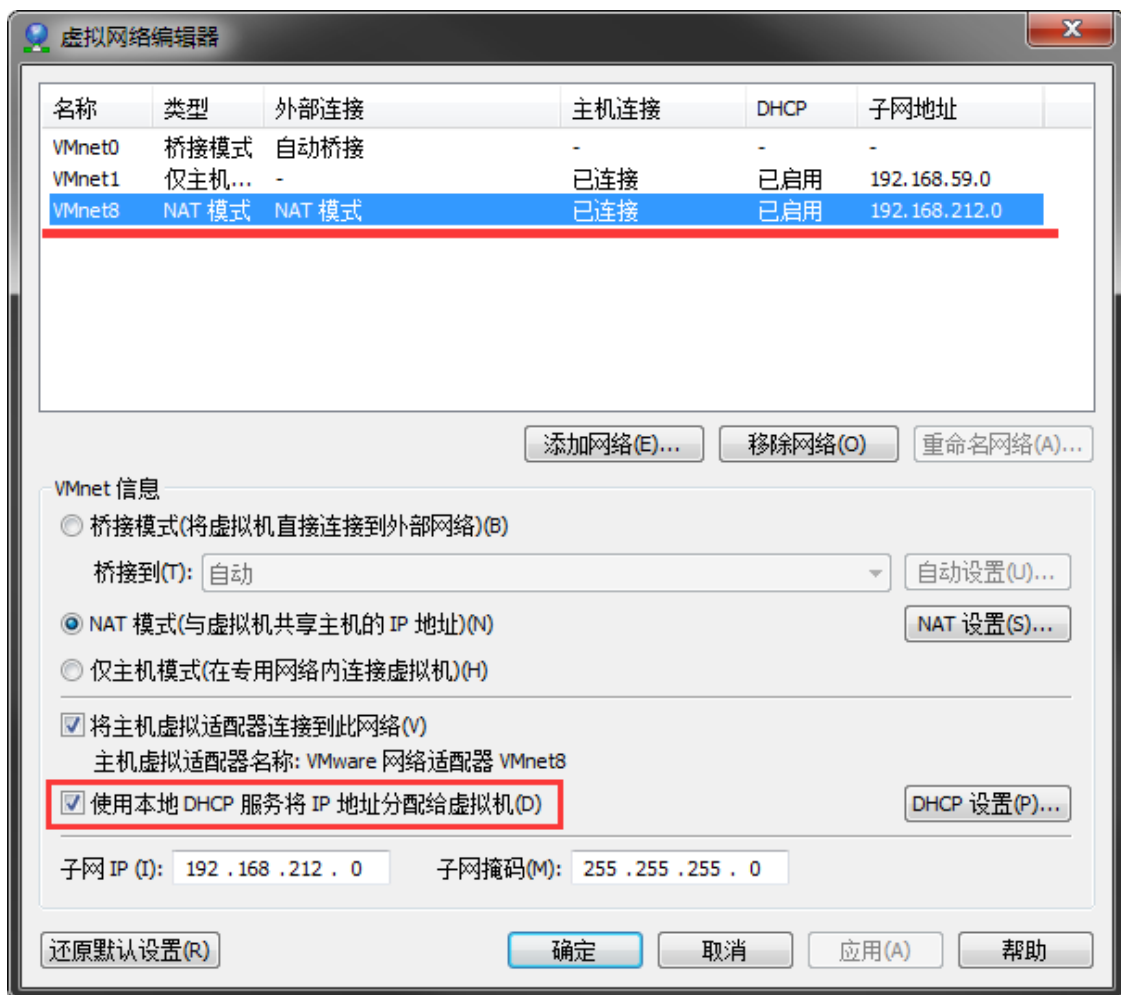 虚拟网络编辑器
名称 类型 外部连接 主机连接 DHCP 子网地址
VMnet0 桥接模式 自动桥接 - - -
VMnet1 仅主机... - 已连接 已启用 192.168.59.0
VMnet8 NAT 模式 NAT 模式 已连接 已启用 192.168.212.0
添加网络(E)... 移除网络(O) 重命名网络(A)...
VMnet 信息
桥接模式(将虚拟机直接连接到外部网络)(B)
桥接到(T): 自动 自动设置(U)...
NAT 模式(与虚拟机共享主机的 IP 地址)(N) NAT 设置(S)...
仅主机模式(在专用网络内连接虚拟机)(H)
将主机虚拟适配器连接到此网络(V)
主机虚拟适配器名称: VMware 网络适配器 VMnet8
使用本地 DHCP 服务将 IP 地址分配给虚拟机(D) DHCP 设置(P)...
子网 IP (I): 192 . 168 . 212 . 0 子网掩码(M): 255 . 255 . 255 . 0
还原默认设置(R) 确定 取消 应用(A) 帮助